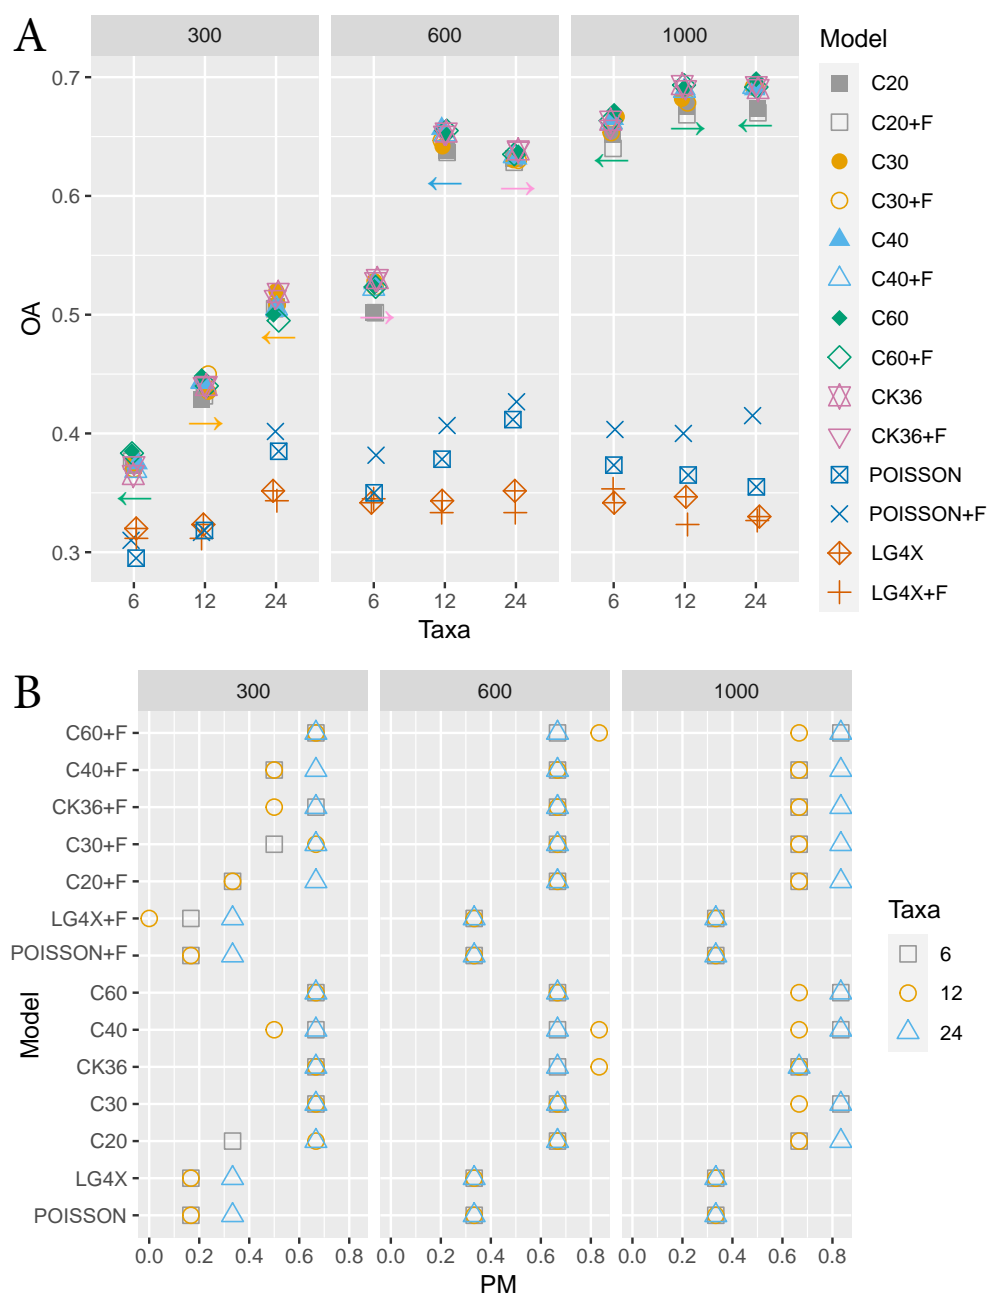 A
300
600
1000
Model
0.7
0.6
0.5
0.4
0.3
OA
6
12
24
6
12
24
6
12
24
Taxa
C20
C20+F
C30
C30+F
C40
C40+F
C60
C60+F
CK36
CK36+F
POISSON
POISSON+F
LG4X
LG4X+F
B
300
600
1000
C60+F
C40+F
CK36+F
C30+F
C20+F
LG4X+F
POISSON+F
C60
C40
CK36
C30
C20
LG4X
POISSON
Model
0.0 0.2 0.4 0.6 0.8
0.0 0.2 0.4 0.6 0.8
0.0 0.2 0.4 0.6 0.8
PM
Taxa
6
12
24